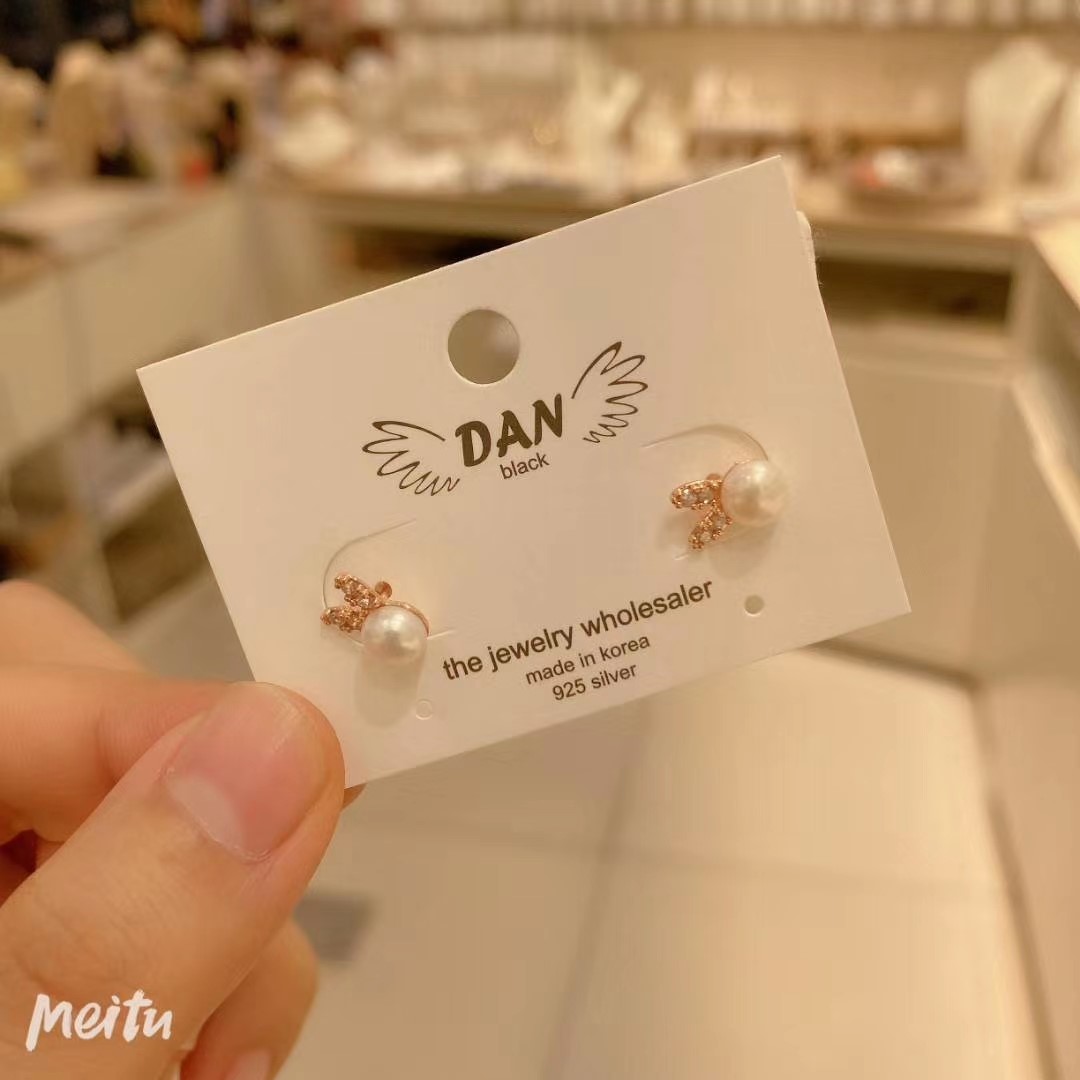 DAN
black
the jewelry wholesaler
made in korea
925 silver
Meitu